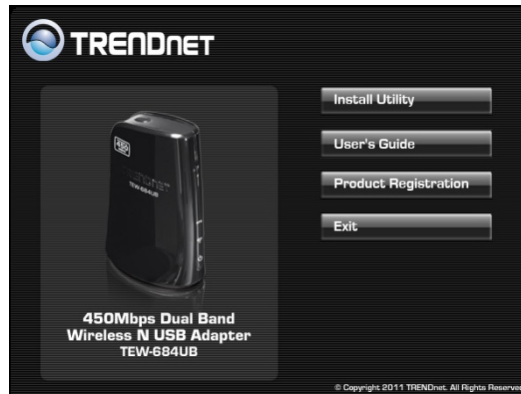 TRENDNET
Install Utility
User's Guide
Product Registration
Exit
450
TRENDNET
TEW-684UB
450Mbps Dual Band
Wireless N USB Adapter
TEW-684UB
© Copyright 2011 TRENDnet. All Rights Reserved